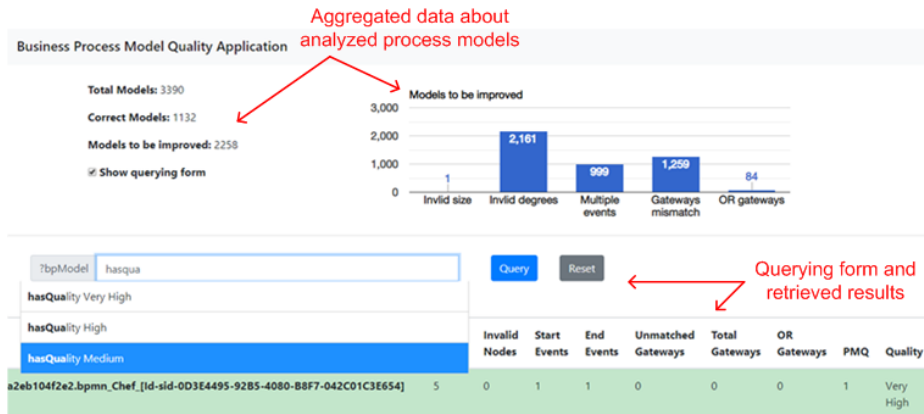 Aggregated data about
analyzed process models
Business Process Model Quality Application
Total Models: 3390
Correct Models: 1132
Models to be improved: 2258
Show querying form
Models to be improved
3,000
2,000
1,000
0
1
2,161
999
1,259
84
Invlid size
Invlid degrees
Multiple
events
Gateways
mismatch
OR gateways
?bpModel hasqua Query Reset
Querying form and
retrieved results
hasQuality Very High
hasQuality High
hasQuality Medium
Invalid Start End Unmatched Total OR
Nodes Events Events Gateways Gateways Gateways PMQ Quality
a2eb104f2e2.bpmn_Chef_[Id-sid-0D3E4495-92B5-4080-B8F7-042C01C3E654] 5 0 1 1 0 0 0 1 Very
High